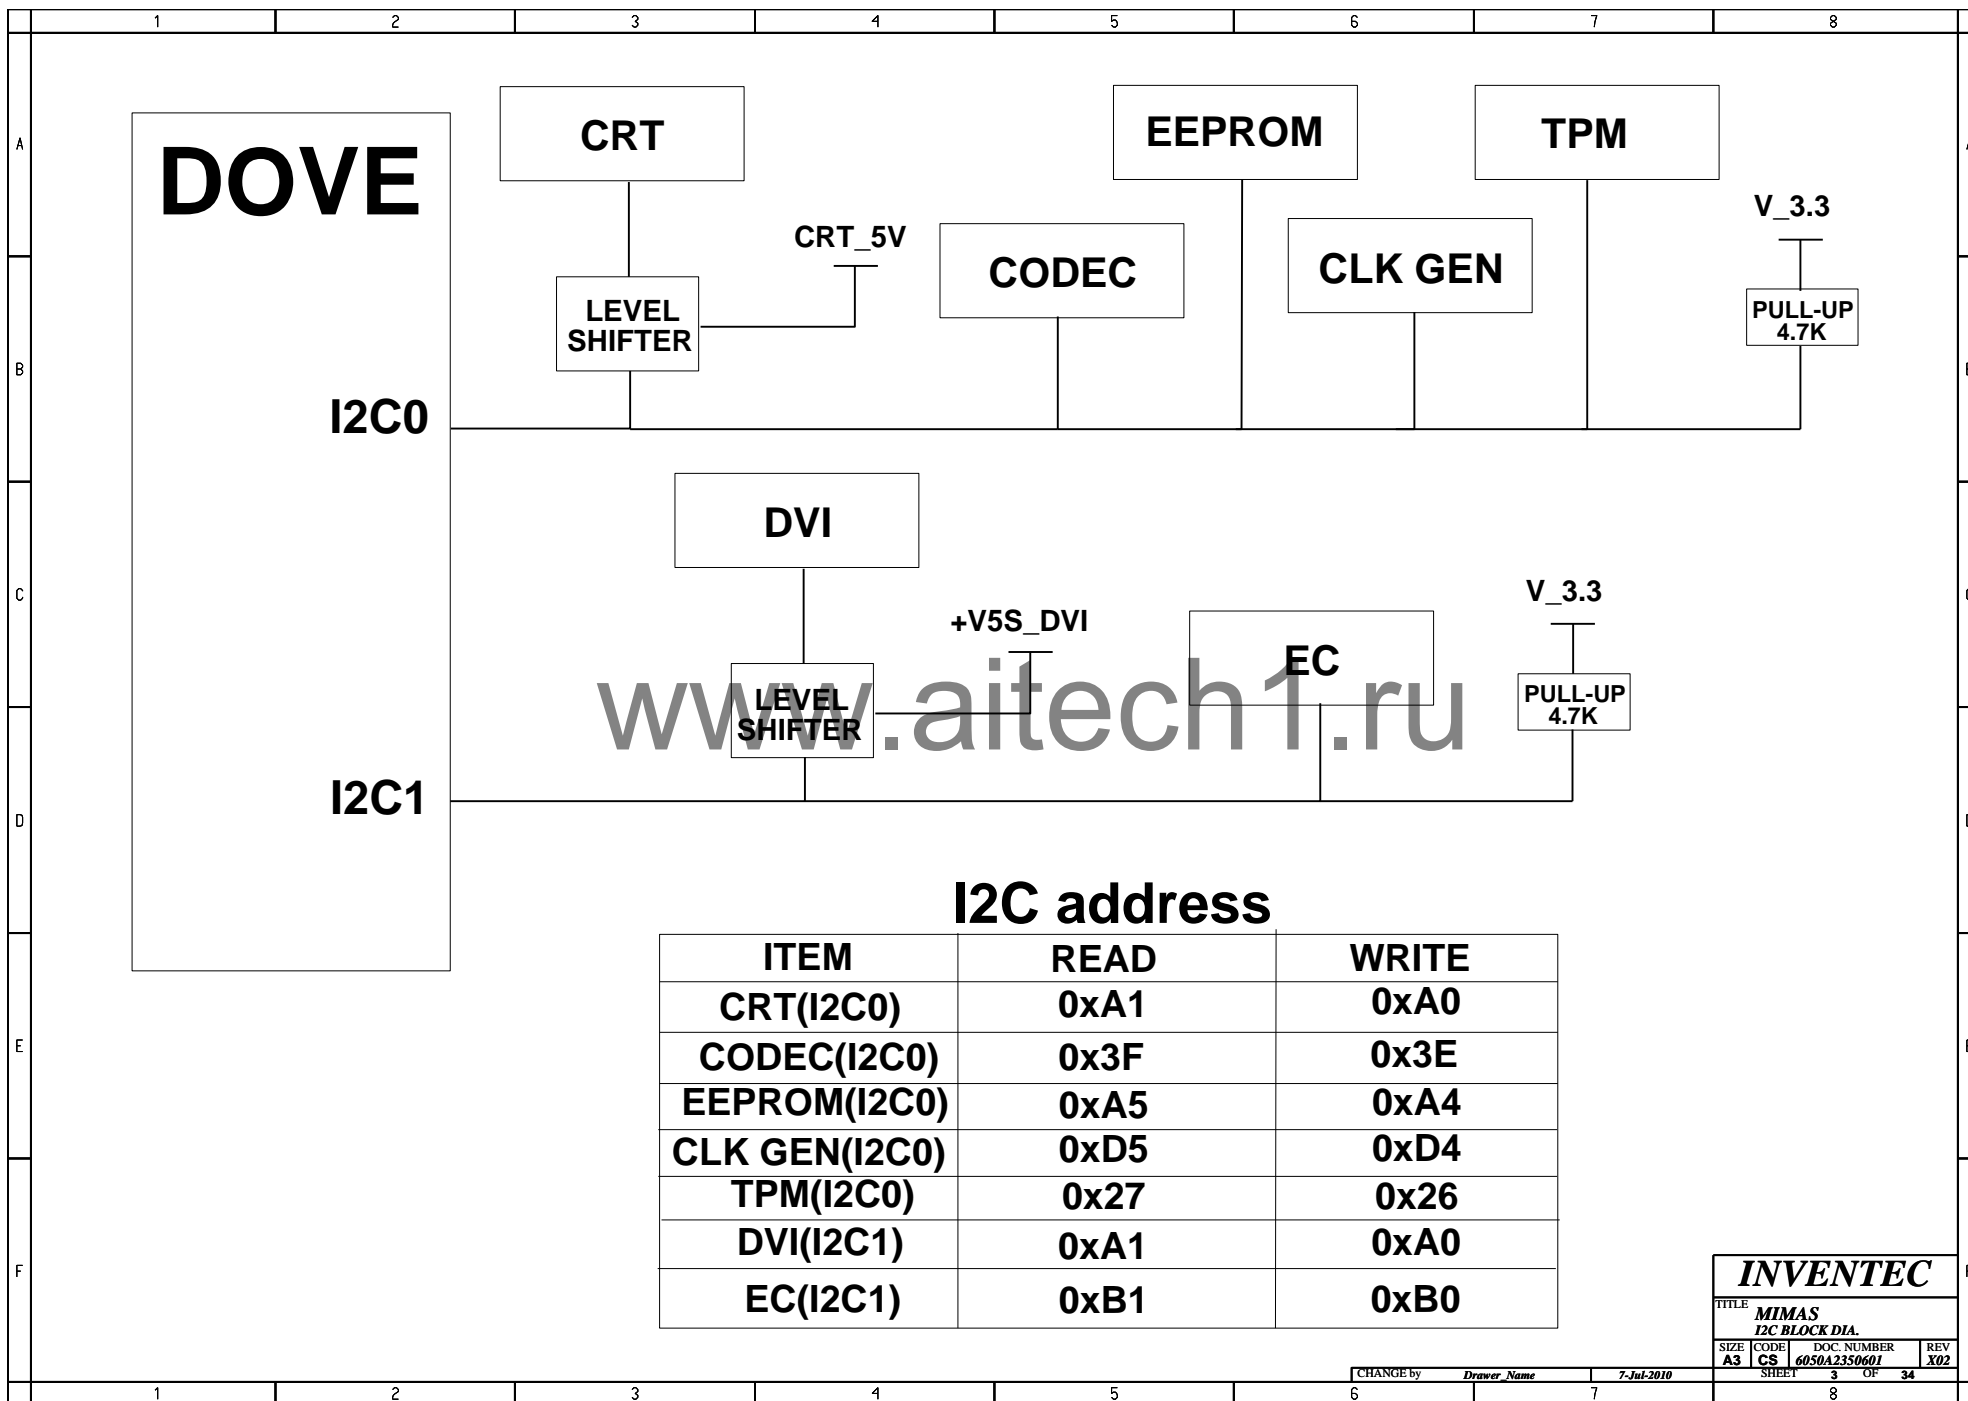 1 2 3 4 5 6 7 8
A
B
C
D
E
F
DOVE
I2C0
I2C1
CRT
LEVEL
SHIFTER
CRT_5V
CODEC
EEPROM
CLK GEN
TPM
V_3.3
PULL-UP
4.7K
DVI
LEVEL
SHIFTER
+V5S_DVI
EC
V_3.3
PULL-UP
4.7K
www.aitech1.ru
I2C address
ITEM READ WRITE
CRT(I2C0) 0xA1 0xA0
CODEC(I2C0) 0x3F 0x3E
EEPROM(I2C0) 0xA5 0xA4
CLK GEN(I2C0) 0xD5 0xD4
TPM(I2C0) 0x27 0x26
DVI(I2C1) 0xA1 0xA0
EC(I2C1) 0xB1 0xB0
INVENTEC
TITLE MIMAS
I2C BLOCK DIA.
SIZE CODE DOC. NUMBER REV
A3 CS 6050A2350601 X02
CHANGE by Drawer_Name 7-Jul-2010 SHEET 3 OF 34
1 2 3 4 5 6 7 8